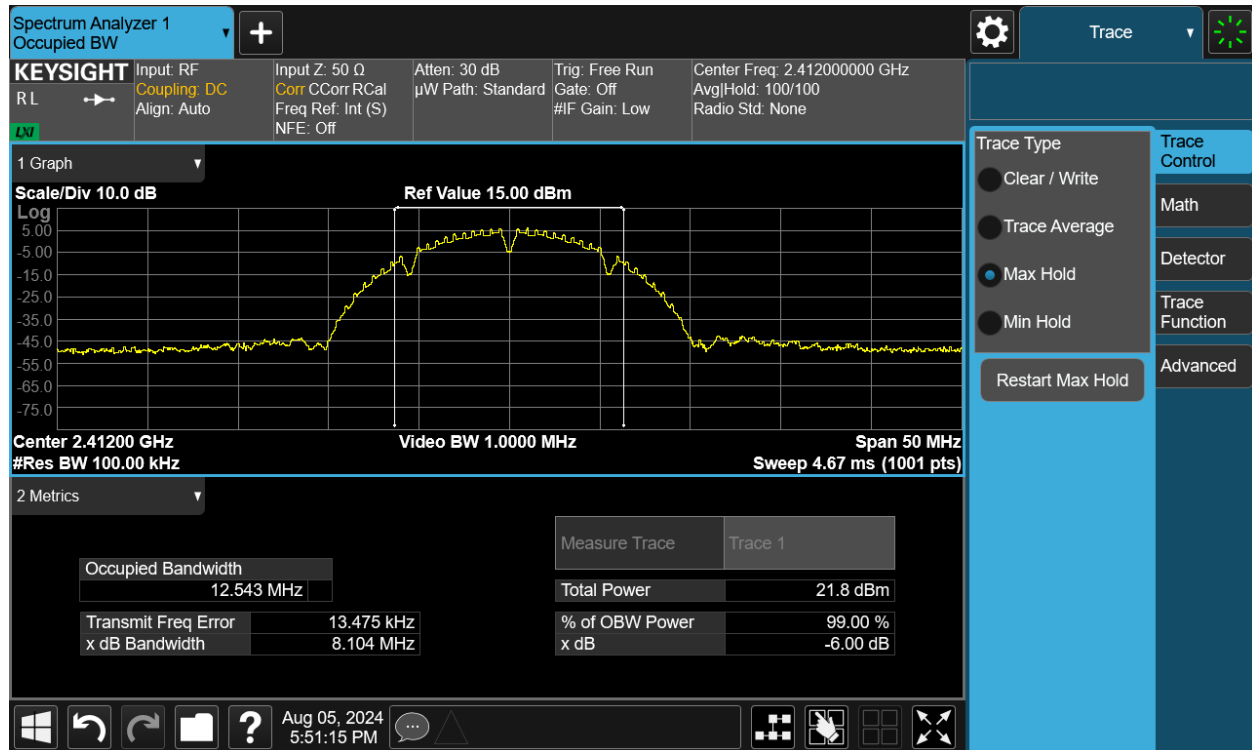 Spectrum Analyzer 1
Occupied BW
+
Trace
KEYSIGHT
R L
LXI
Input: RF
Coupling: DC
Align: Auto
Input Z: 50 Ω
Corr CCorr RCal
Freq Ref: Int (S)
NFE: Off
Atten: 30 dB
µW Path: Standard
Trig: Free Run
Gate: Off
#IF Gain: Low
Center Freq: 2.412000000 GHz
Avg|Hold: 100/100
Radio Std: None
1 Graph
Scale/Div 10.0 dB
Ref Value 15.00 dBm
Log
5.00
-5.00
-15.0
-25.0
-35.0
-45.0
-55.0
-65.0
-75.0
Center 2.41200 GHz
Video BW 1.0000 MHz
Span 50 MHz
#Res BW 100.00 kHz
Sweep 4.67 ms (1001 pts)
2 Metrics
Measure Trace
Trace 1
Occupied Bandwidth
12.543 MHz
Total Power
21.8 dBm
Transmit Freq Error
13.475 kHz
% of OBW Power
99.00 %
x dB Bandwidth
8.104 MHz
x dB
-6.00 dB
Trace Type
Clear / Write
Trace Average
Max Hold
Min Hold
Restart Max Hold
Trace
Control
Math
Detector
Trace
Function
Advanced
?
Aug 05, 2024
5:51:15 PM